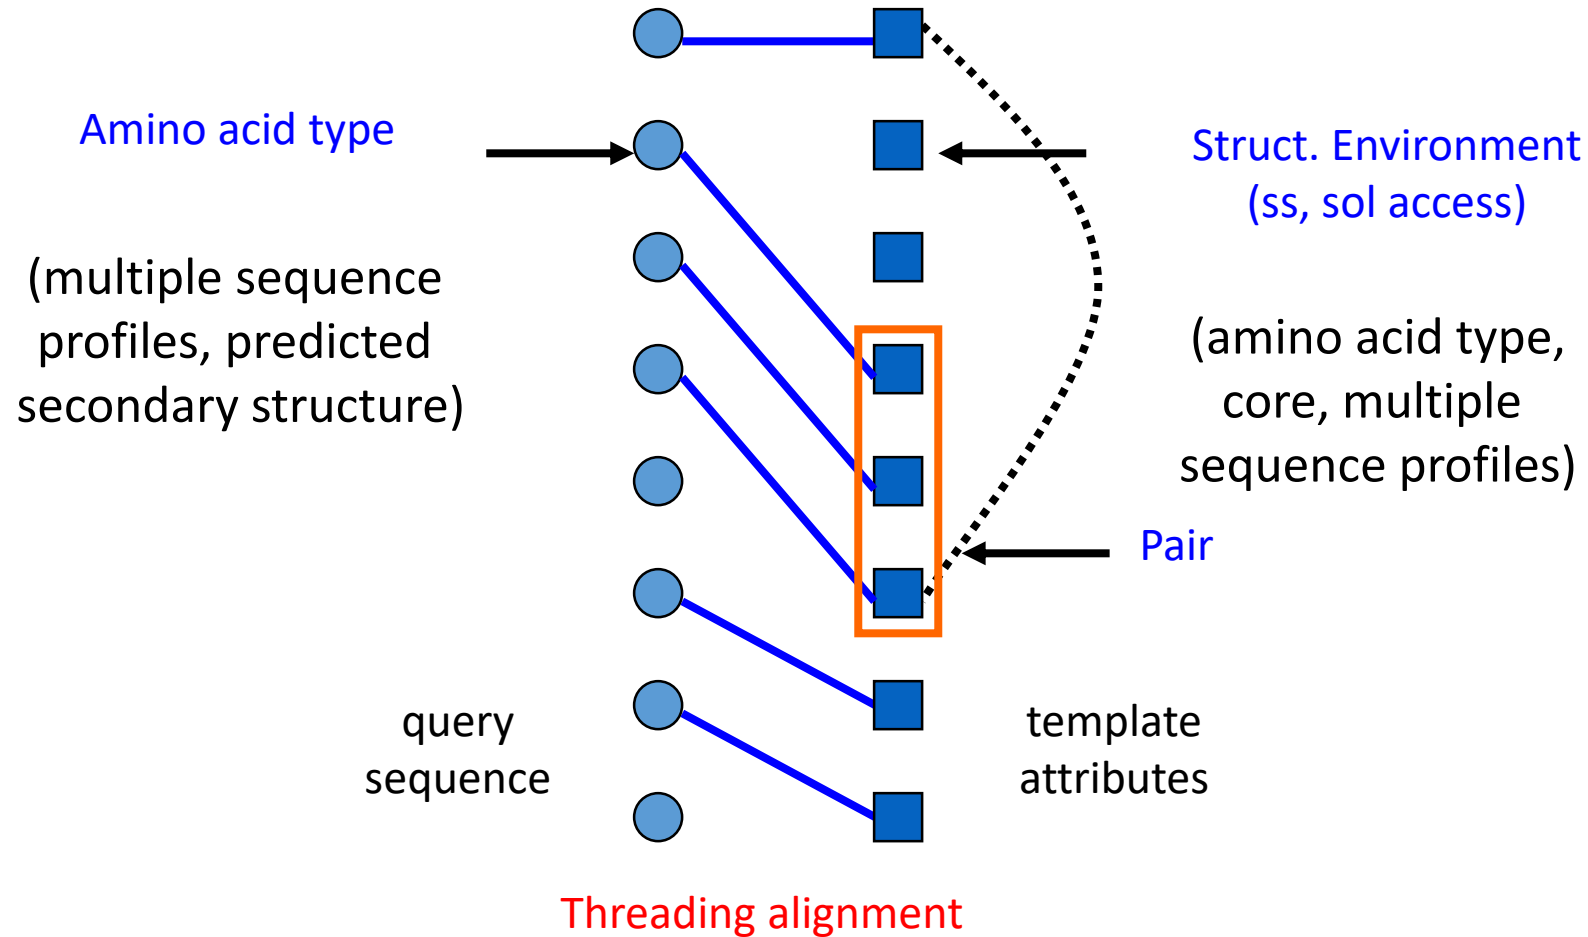 Amino acid type
(multiple sequence
profiles, predicted
secondary structure)
Struct. Environment
(ss, sol access)
(amino acid type,
core, multiple
sequence profiles)
Pair
query
sequence
template
attributes
Threading alignment